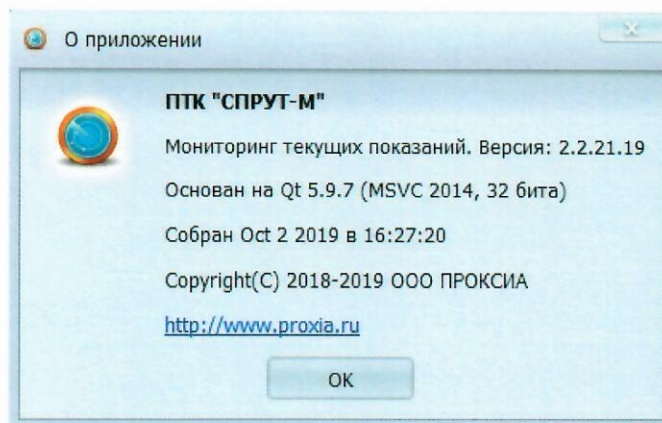 О приложении
ПТК "СПРУТ-М"
Мониторинг текущих показаний. Версия: 2.2.21.19
Основан на Qt 5.9.7 (MSVC 2014, 32 бита)
Собран Oct 2 2019 в 16:27:20
Copyright(C) 2018-2019 ООО ПРОКСИА
http://www.proxia.ru
OK